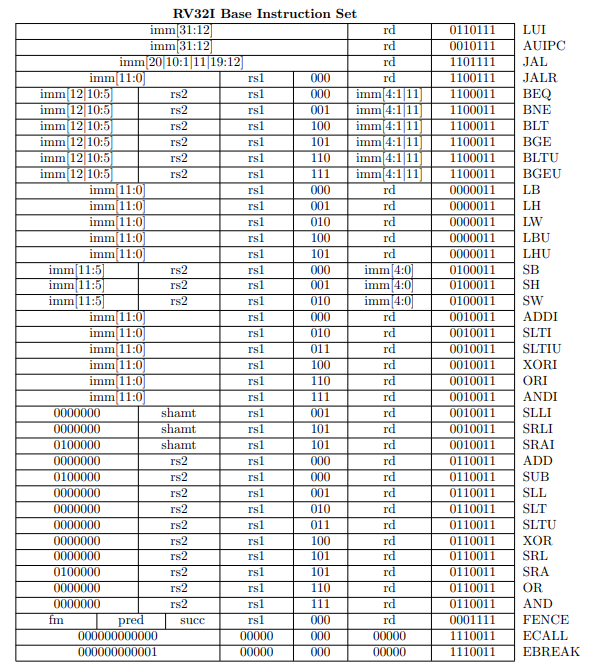 RV32I Base Instruction Set
imm[31:12] rd 0110111 LUI
imm[31:12] rd 0010111 AUIPC
imm[20|10:1|11|19:12] rd 1101111 JAL
imm[11:0] rs1 000 rd 1100111 JALR
imm[12|10:5] rs2 rs1 000 imm[4:1|11] 1100011 BEQ
imm[12|10:5] rs2 rs1 001 imm[4:1|11] 1100011 BNE
imm[12|10:5] rs2 rs1 100 imm[4:1|11] 1100011 BLT
imm[12|10:5] rs2 rs1 101 imm[4:1|11] 1100011 BGE
imm[12|10:5] rs2 rs1 110 imm[4:1|11] 1100011 BLTU
imm[12|10:5] rs2 rs1 111 imm[4:1|11] 1100011 BGEU
imm[11:0] rs1 000 rd 0000011 LB
imm[11:0] rs1 001 rd 0000011 LH
imm[11:0] rs1 010 rd 0000011 LW
imm[11:0] rs1 100 rd 0000011 LBU
imm[11:0] rs1 101 rd 0000011 LHU
imm[11:5] rs2 rs1 000 imm[4:0] 0100011 SB
imm[11:5] rs2 rs1 001 imm[4:0] 0100011 SH
imm[11:5] rs2 rs1 010 imm[4:0] 0100011 SW
imm[11:0] rs1 000 rd 0010011 ADDI
imm[11:0] rs1 010 rd 0010011 SLTI
imm[11:0] rs1 011 rd 0010011 SLTIU
imm[11:0] rs1 100 rd 0010011 XORI
imm[11:0] rs1 110 rd 0010011 ORI
imm[11:0] rs1 111 rd 0010011 ANDI
0000000 shamt rs1 001 rd 0010011 SLLI
0000000 shamt rs1 101 rd 0010011 SRLI
0100000 shamt rs1 101 rd 0010011 SRAI
0000000 rs2 rs1 000 rd 0110011 ADD
0100000 rs2 rs1 000 rd 0110011 SUB
0000000 rs2 rs1 001 rd 0110011 SLL
0000000 rs2 rs1 010 rd 0110011 SLT
0000000 rs2 rs1 011 rd 0110011 SLTU
0000000 rs2 rs1 100 rd 0110011 XOR
0000000 rs2 rs1 101 rd 0110011 SRL
0100000 rs2 rs1 101 rd 0110011 SRA
0000000 rs2 rs1 110 rd 0110011 OR
0000000 rs2 rs1 111 rd 0110011 AND
fm pred succ rs1 000 rd 0001111 FENCE
000000000000 00000 000 00000 1110011 ECALL
000000000001 00000 000 00000 1110011 EBREAK